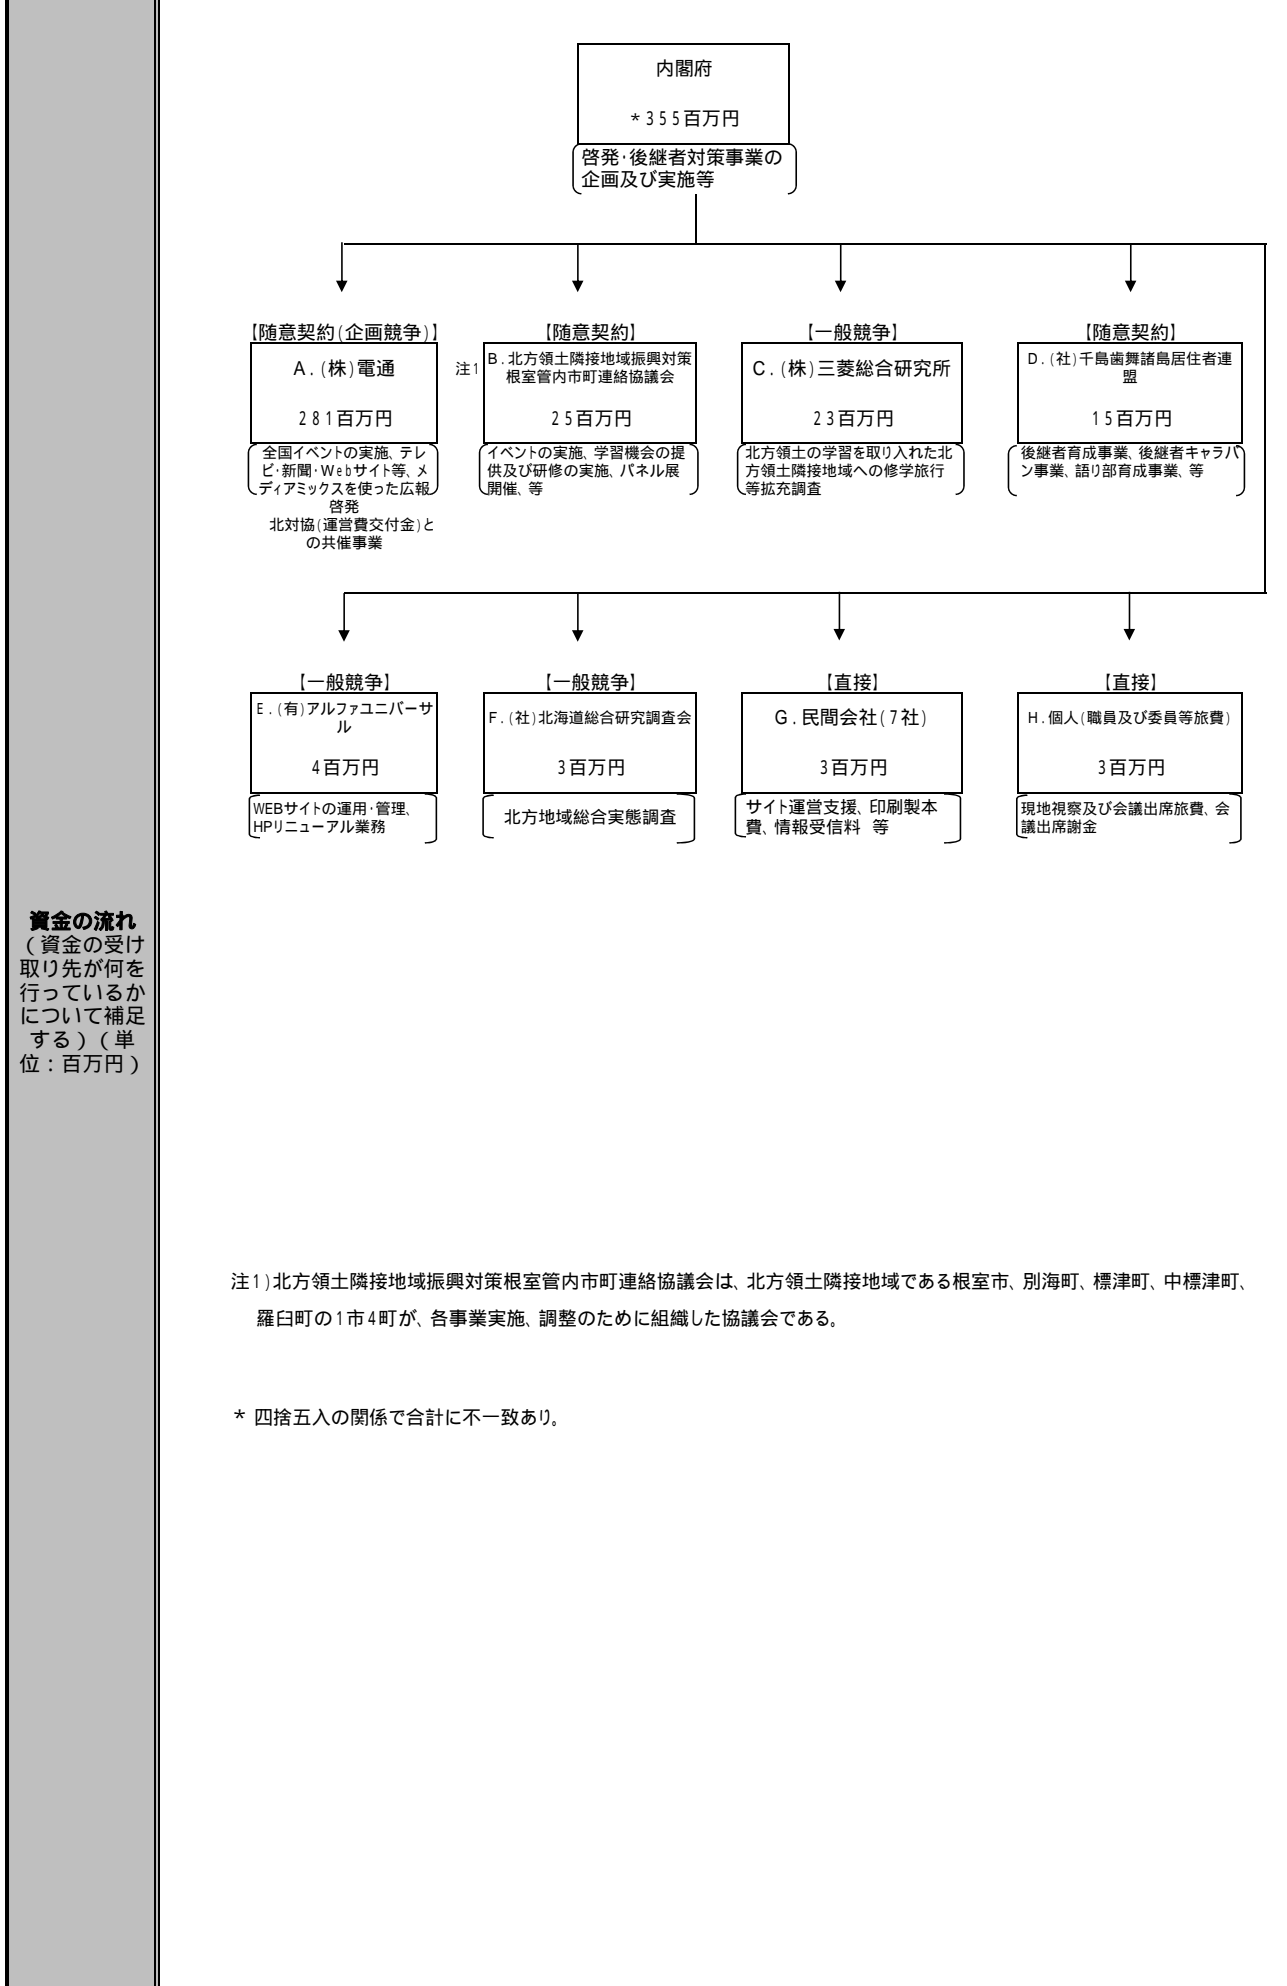 資金の流れ
(資金の受け
取り先が何を
行っているか
について補足
する)(単
位:百万円)
内閣府
*355百万円
啓発・後継者対策事業の
企画及び実施等
【随意契約(企画競争)】
A.(株)電通
281百万円
全国イベントの実施、テレ
ビ・新聞・Webサイト等、メ
ディアミックスを使った広報
啓発
北対協(運営費交付金)と
の共催事業
【随意契約】
注1
B.北方領土隣接地域振興対策
根室管内市町連絡協議会
25百万円
イベントの実施、学習機会の提
供及び研修の実施、パネル展
開催、等
【一般競争】
C.(株)三菱総合研究所
23百万円
北方領土の学習を取り入れた北
方領土隣接地域への修学旅行
等拡充調査
【随意契約】
D.(社)千島歯舞諸島居住者連
盟
15百万円
後継者育成事業、後継者キャラバ
ン事業、語り部育成事業、等
【一般競争】
E.(有)アルファユニバーサ
ル
4百万円
WEBサイトの運用・管理、
HPリニューアル業務
【一般競争】
F.(社)北海道総合研究調査会
3百万円
北方地域総合実態調査
【直接】
G.民間会社(7社)
3百万円
サイト運営支援、印刷製本
費、情報受信料 等
【直接】
H.個人(職員及び委員等旅費)
3百万円
現地視察及び会議出席旅費、会
議出席謝金
注1)北方領土隣接地域振興対策根室管内市町連絡協議会は、北方領土隣接地域である根室市、別海町、標津町、中標津町、
羅臼町の1市4町が、各事業実施、調整のために組織した協議会である。
* 四捨五入の関係で合計に不一致あり。